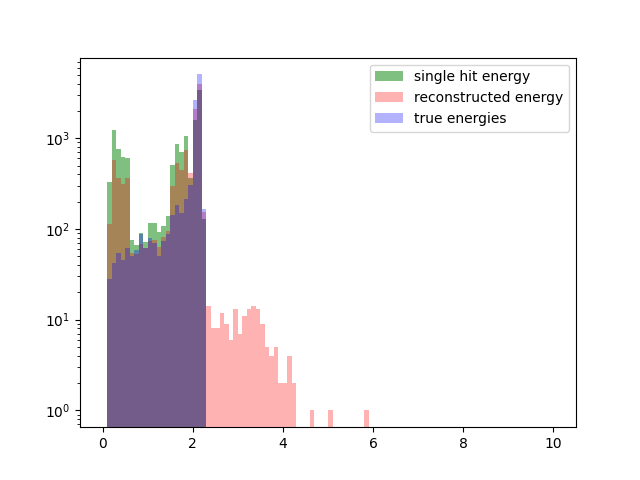 single hit energy
reconstructed energy
true energies
10³
10²
10¹
10⁰
0 2 4 6 8 10